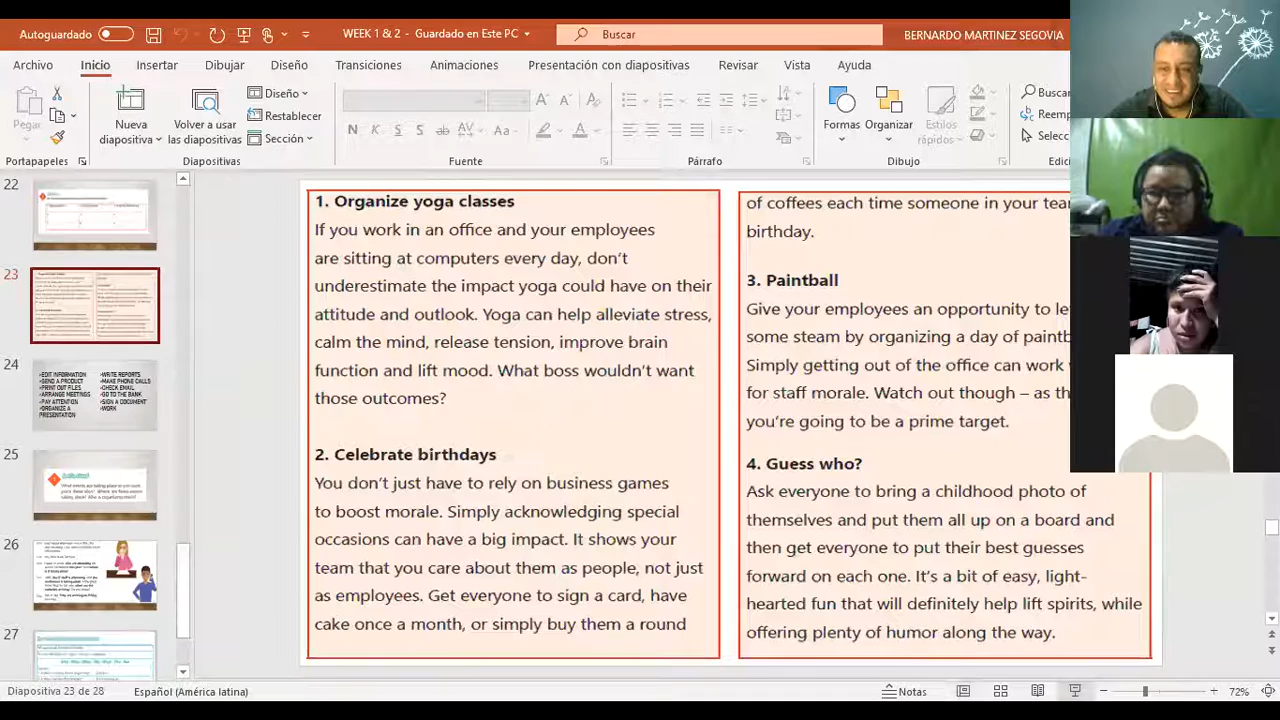 Autoguardado
WEEK 1 & 2 - Guardado en Este PC
Buscar
BERNARDO MARTINEZ SEGOVIA
Archivo
Inicio
Insertar
Dibujar
Diseño
Transiciones
Animaciones
Presentación con diapositivas
Revisar
Vista
Ayuda
Pegar
Nueva
diapositiva
Volver a usar
las diapositivas
Diseño
Restablecer
Sección
Formas
Organizar
Estilos
rápidos
Buscar
Reemp
Selecc
Portapapeles
Diapositivas
Fuente
Párrafo
Dibujo
Edici
22
23
24
•EDIT INFORMATION
•SEND A PRODUCT
•PRINT OUT FILES
•ARRANGE MEETINGS
•PAY ATTENTION
•ORGANIZE A
PRESENTATION
•WRITE REPORTS
•MAKE PHONE CALLS
•CHECK EMAIL
•GO TO THE BANK
•SIGN A DOCUMENT
•WORK
25
26
27
1. Organize yoga classes
If you work in an office and your employees
are sitting at computers every day, don't
underestimate the impact yoga could have on their
attitude and outlook. Yoga can help alleviate stress,
calm the mind, release tension, improve brain
function and lift mood. What boss wouldn't want
those outcomes?
2. Celebrate birthdays
You don't just have to rely on business games
to boost morale. Simply acknowledging special
occasions can have a big impact. It shows your
team that you care about them as people, not just
as employees. Get everyone to sign a card, have
cake once a month, or simply buy them a round
of coffees each time someone in your tea
birthday.
3. Paintball
Give your employees an opportunity to le
some steam by organizing a day of paintb
Simply getting out of the office can work
for staff morale. Watch out though – as th
you're going to be a prime target.
4. Guess who?
Ask everyone to bring a childhood photo of
themselves and put them all up on a board and
then get everyone to put their best guesses
forward on each one. It's a bit of easy, light-
hearted fun that will definitely help lift spirits, while
offering plenty of humor along the way.
Diapositiva 23 de 28
Español (América latina)
Notas
72%